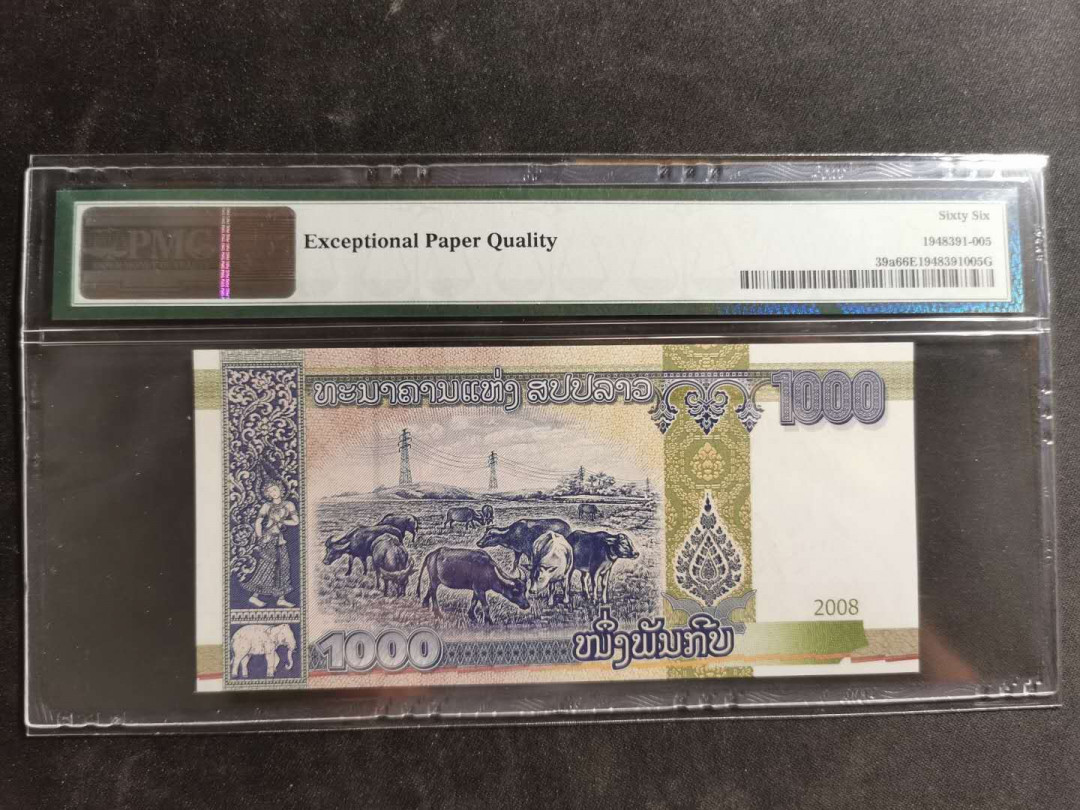 PMG
Exceptional Paper Quality
Sixty Six
1948391-005
39a66E1948391005G
ທະນາຄານແຫ່ງ ສປປລາວ
1000
2008
1000
ໜຶ່ງພັນກີບ